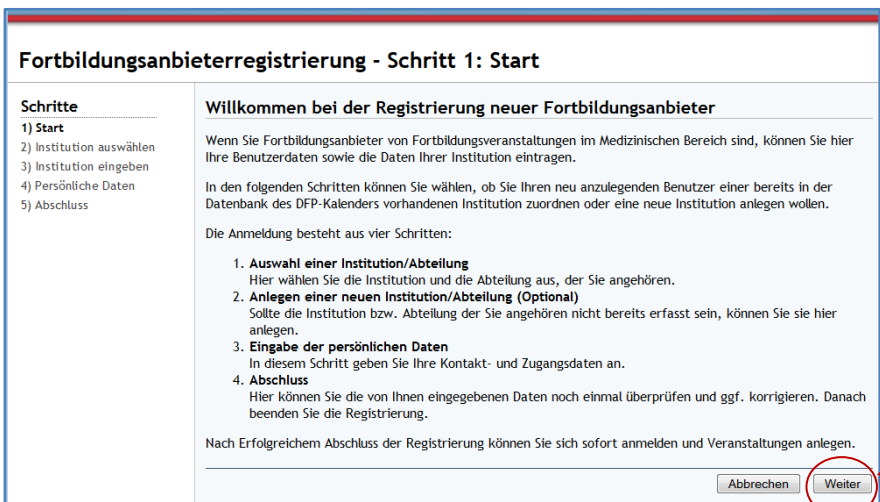 Fortbildungsanbieterregistrierung - Schritt 1: Start
Schritte
1) Start
2) Institution auswählen
3) Institution eingeben
4) Persönliche Daten
5) Abschluss
Willkommen bei der Registrierung neuer Fortbildungsanbieter
Wenn Sie Fortbildungsanbieter von Fortbildungsveranstaltungen im Medizinischen Bereich sind, können Sie hier
Ihre Benutzerdaten sowie die Daten Ihrer Institution eintragen.
In den folgenden Schritten können Sie wählen, ob Sie Ihren neu anzulegenden Benutzer einer bereits in der
Datenbank des DFP-Kalenders vorhandenen Institution zuordnen oder eine neue Institution anlegen wollen.
Die Anmeldung besteht aus vier Schritten:
1. Auswahl einer Institution/Abteilung
Hier wählen Sie die Institution und die Abteilung aus, der Sie angehören.
2. Anlegen einer neuen Institution/Abteilung (Optional)
Sollte die Institution bzw. Abteilung der Sie angehören nicht bereits erfasst sein, können Sie sie hier
anlegen.
3. Eingabe der persönlichen Daten
In diesem Schritt geben Sie Ihre Kontakt- und Zugangsdaten an.
4. Abschluss
Hier können Sie die von Ihnen eingegebenen Daten noch einmal überprüfen und ggf. korrigieren. Danach
beenden Sie die Registrierung.
Nach Erfolgreichem Abschluss der Registrierung können Sie sich sofort anmelden und Veranstaltungen anlegen.
Abbrechen Weiter